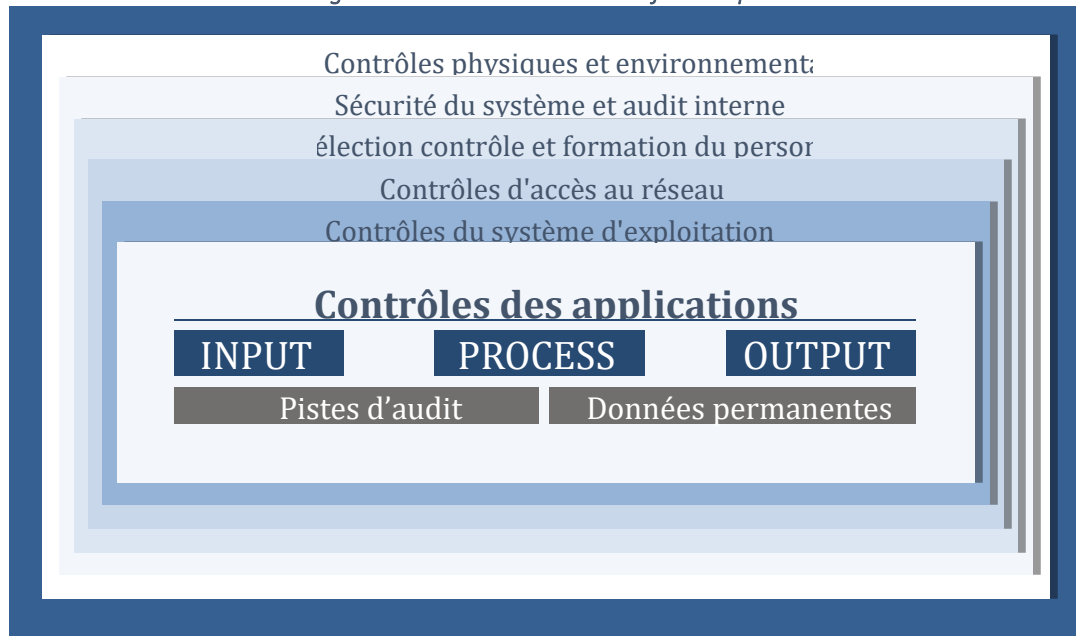 Contrôles physiques et environnementa
Sécurité du système et audit interne
élection contrôle et formation du person
Contrôles d'accès au réseau
Contrôles du système d'exploitation
Contrôles des applications
INPUT PROCESS OUTPUT
Pistes d’audit Données permanentes